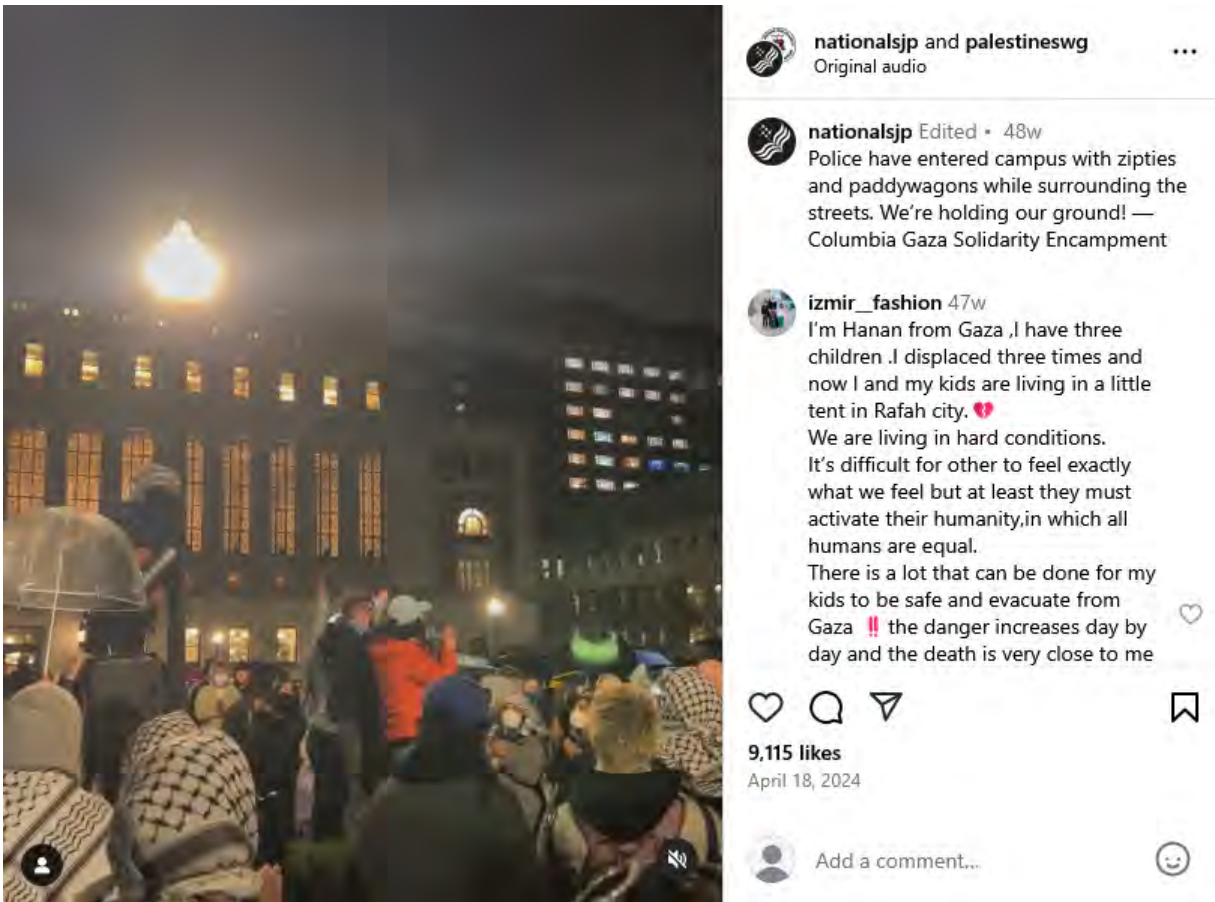 nationalsjp and palestineswg
Original audio
nationalsjp Edited • 48w
Police have entered campus with zipties
and paddywagons while surrounding the
streets. We're holding our ground! —
Columbia Gaza Solidarity Encampment
izmir__fashion 47w
I'm Hanan from Gaza ,I have three
children .I displaced three times and
now I and my kids are living in a little
tent in Rafah city. 💔
We are living in hard conditions.
It's difficult for other to feel exactly
what we feel but at least they must
activate their humanity,in which all
humans are equal.
There is a lot that can be done for my
kids to be safe and evacuate from
Gaza ‼️ the danger increases day by
day and the death is very close to me
9,115 likes
April 18, 2024
Add a comment...